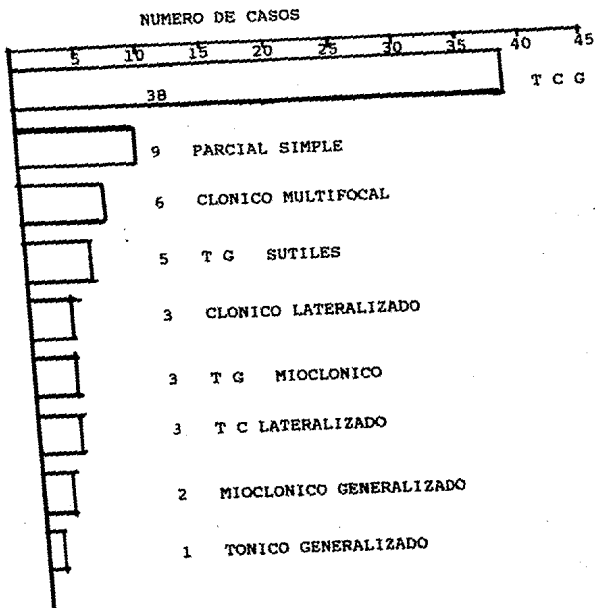 NUMERO DE CASOS
5 10 15 20 25 30 35 40 45
38 T C G
9 PARCIAL SIMPLE
6 CLONICO MULTIFOCAL
5 T G SUTILES
3 CLONICO LATERALIZADO
3 T G MIOCLONICO
3 T C LATERALIZADO
2 MIOCLONICO GENERALIZADO
1 TONICO GENERALIZADO